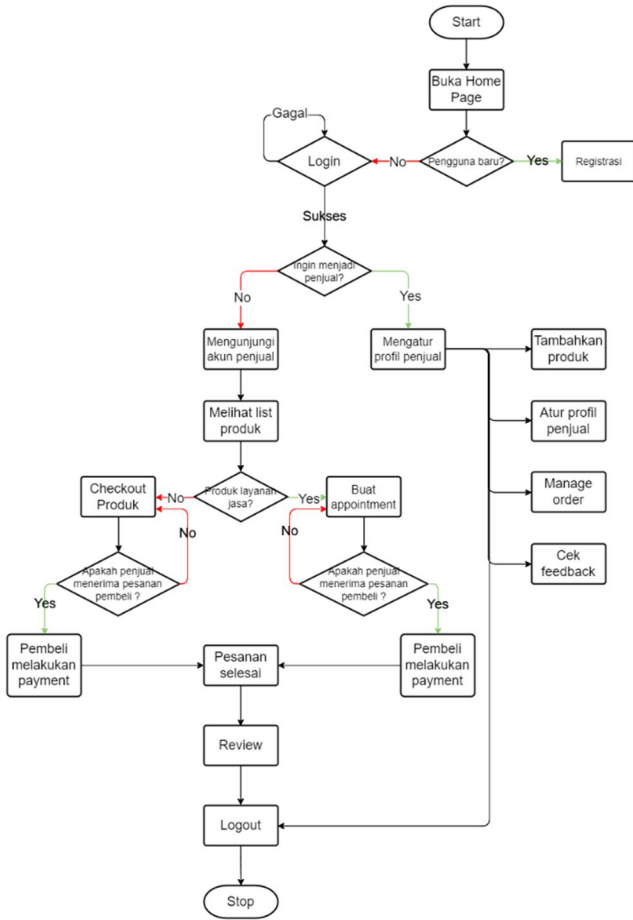 Start
Buka Home
Page
Gagal
Login
No
Pengguna baru?
Yes
Registrasi
Sukses
Ingin menjadi
penjual?
No
Yes
Mengunjungi
akun penjual
Mengatur
profil penjual
Tambahkan
produk
Melihat list
produk
Atur profil
penjual
Checkout
Produk
No
Produk layanan
jasa?
Yes
Buat
appointment
Manage
order
No
No
Apakah penjual
menerima pesanan
pembeli ?
Apakah penjual
menerima pesanan
pembeli ?
Cek
feedback
Yes
Yes
Pembeli
melakukan
payment
Pesanan
selesai
Pembeli
melakukan
payment
Review
Logout
Stop